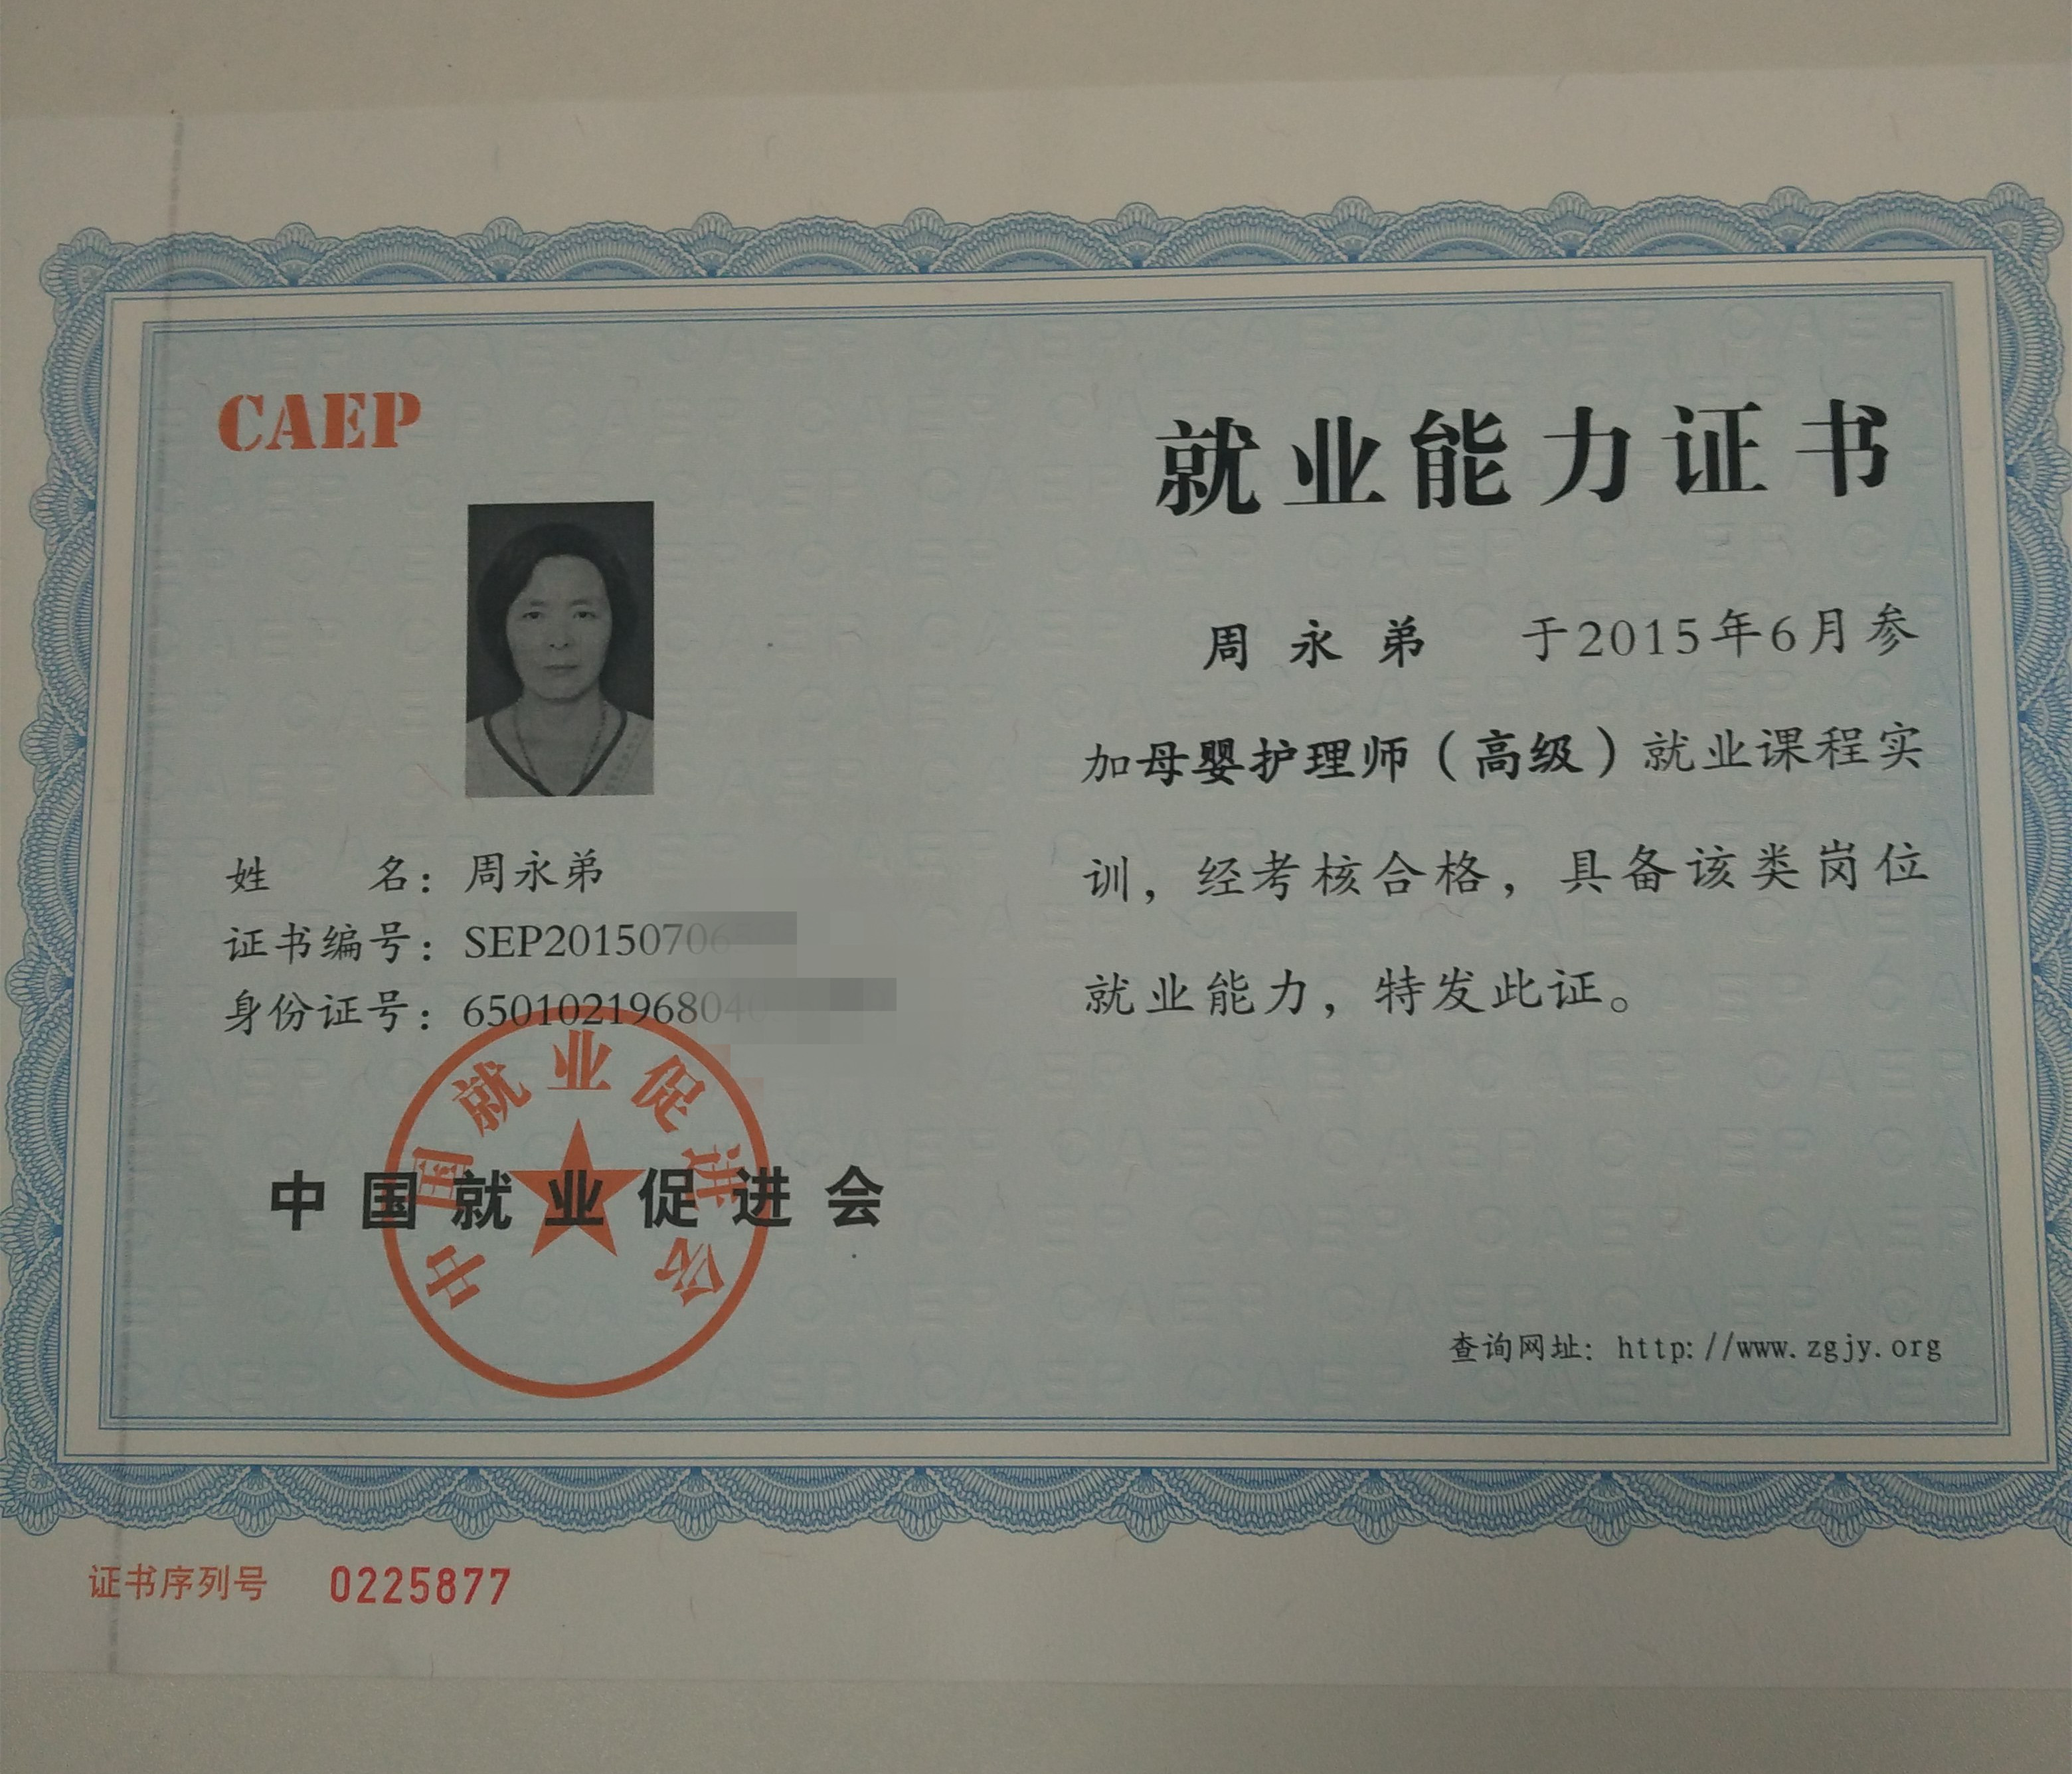 CAEP
姓 名：周永弟
证书编号：SEP20150706
身份证号：65010219680
中国就业促进会
中国就业促进会
就业能力证书
周永弟 于2015年6月参
加母婴护理师（高级）就业课程实
训，经考核合格，具备该类岗位
就业能力，特发此证。
查询网址：http://www.zgjy.org
证书序列号 0225877